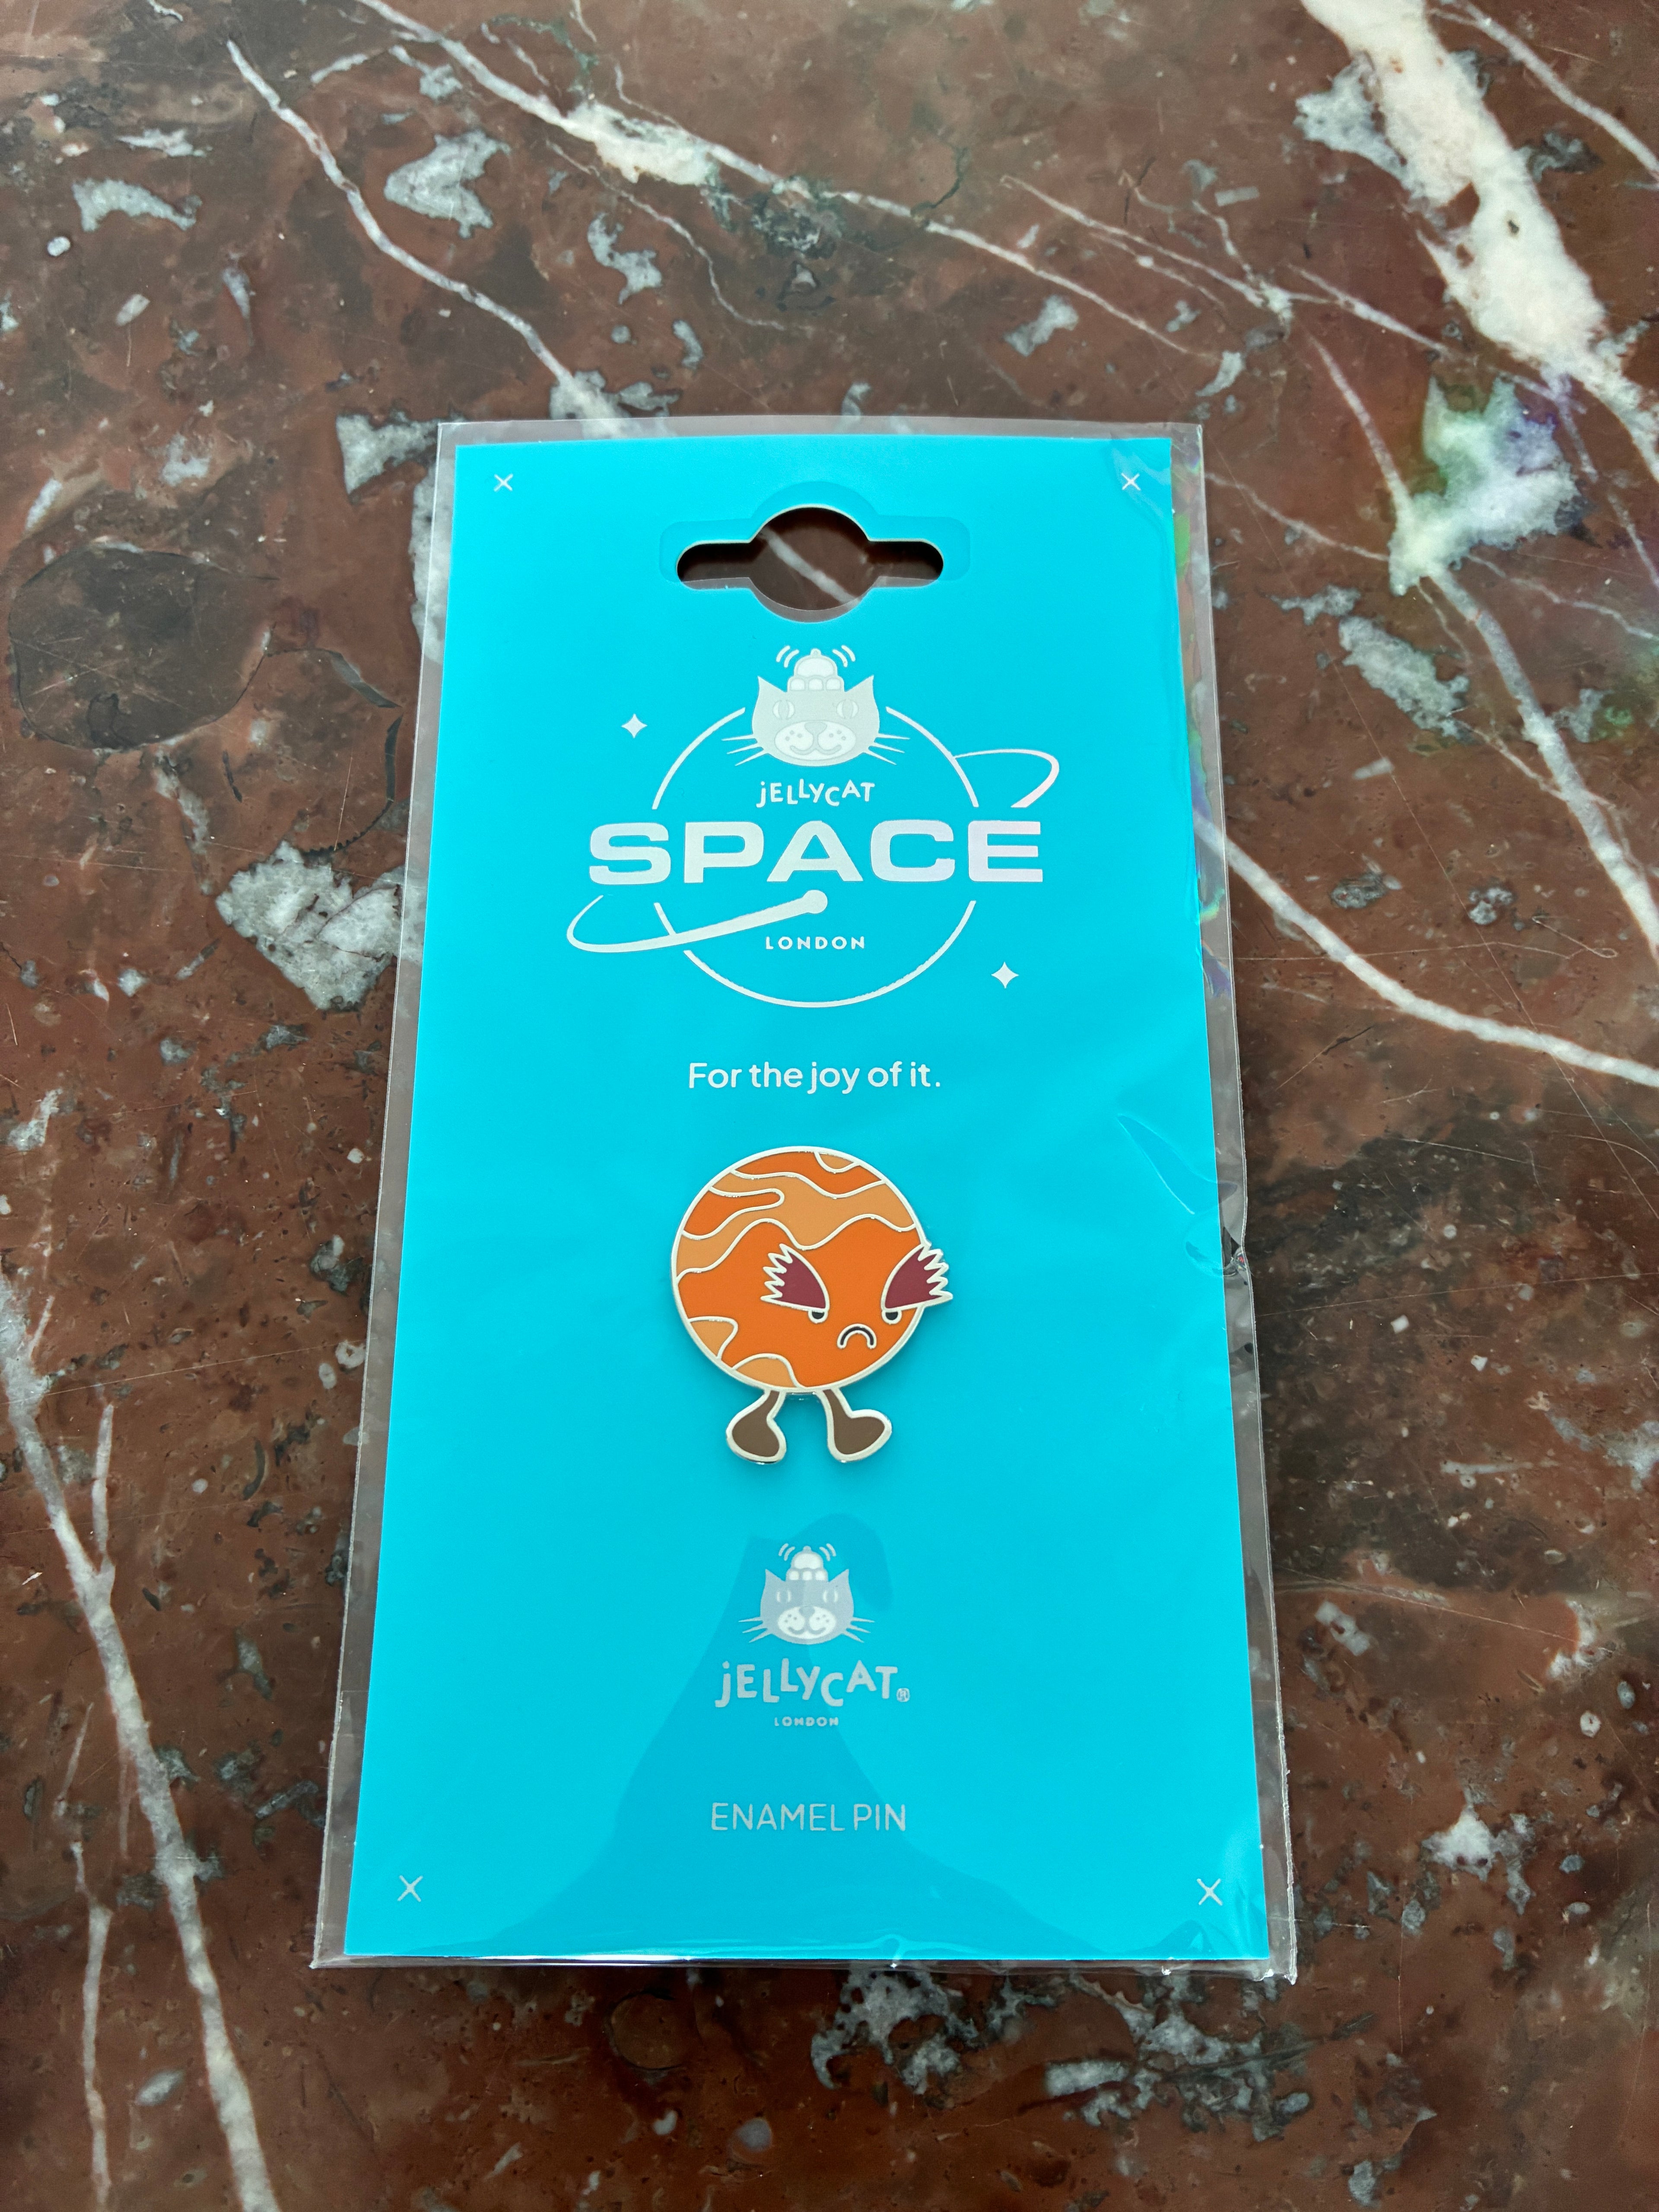 jELLYCAT
SPACE
LONDON
For the joy of it.
jELLYCAT®
LONDON
ENAMEL PIN